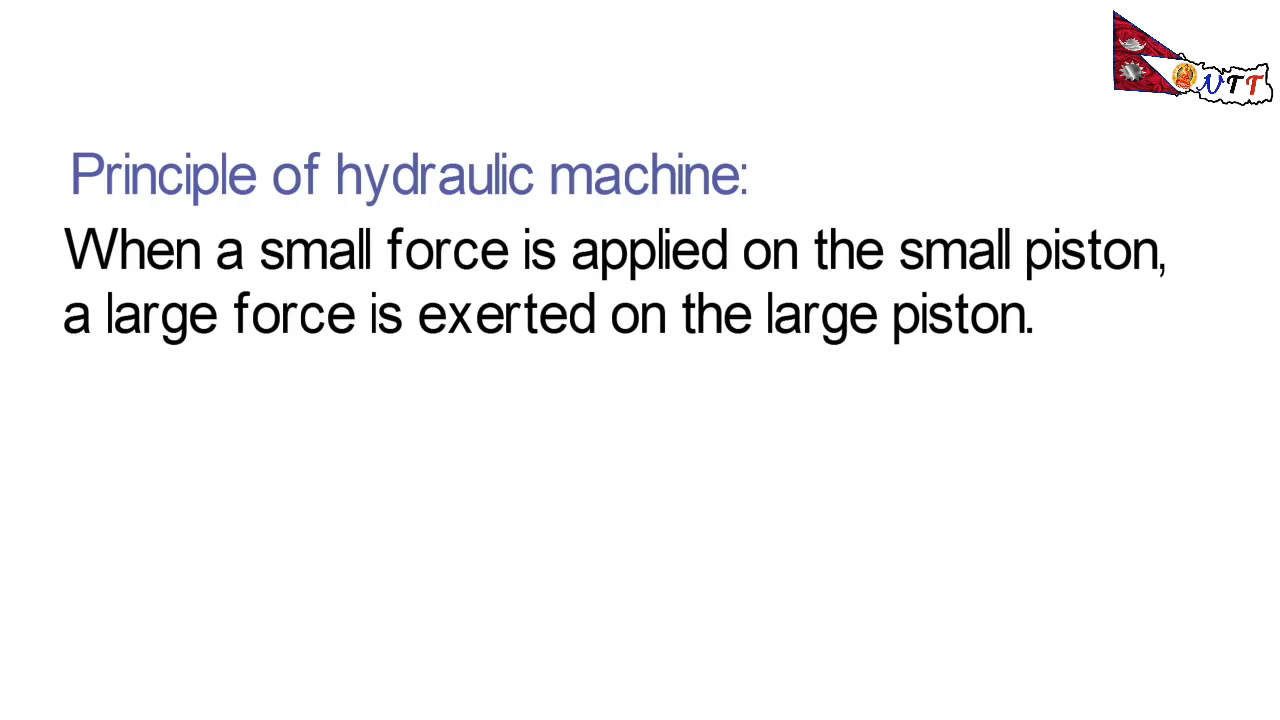 NTT
Principle of hydraulic machine:
When a small force is applied on the small piston,
a large force is exerted on the large piston.